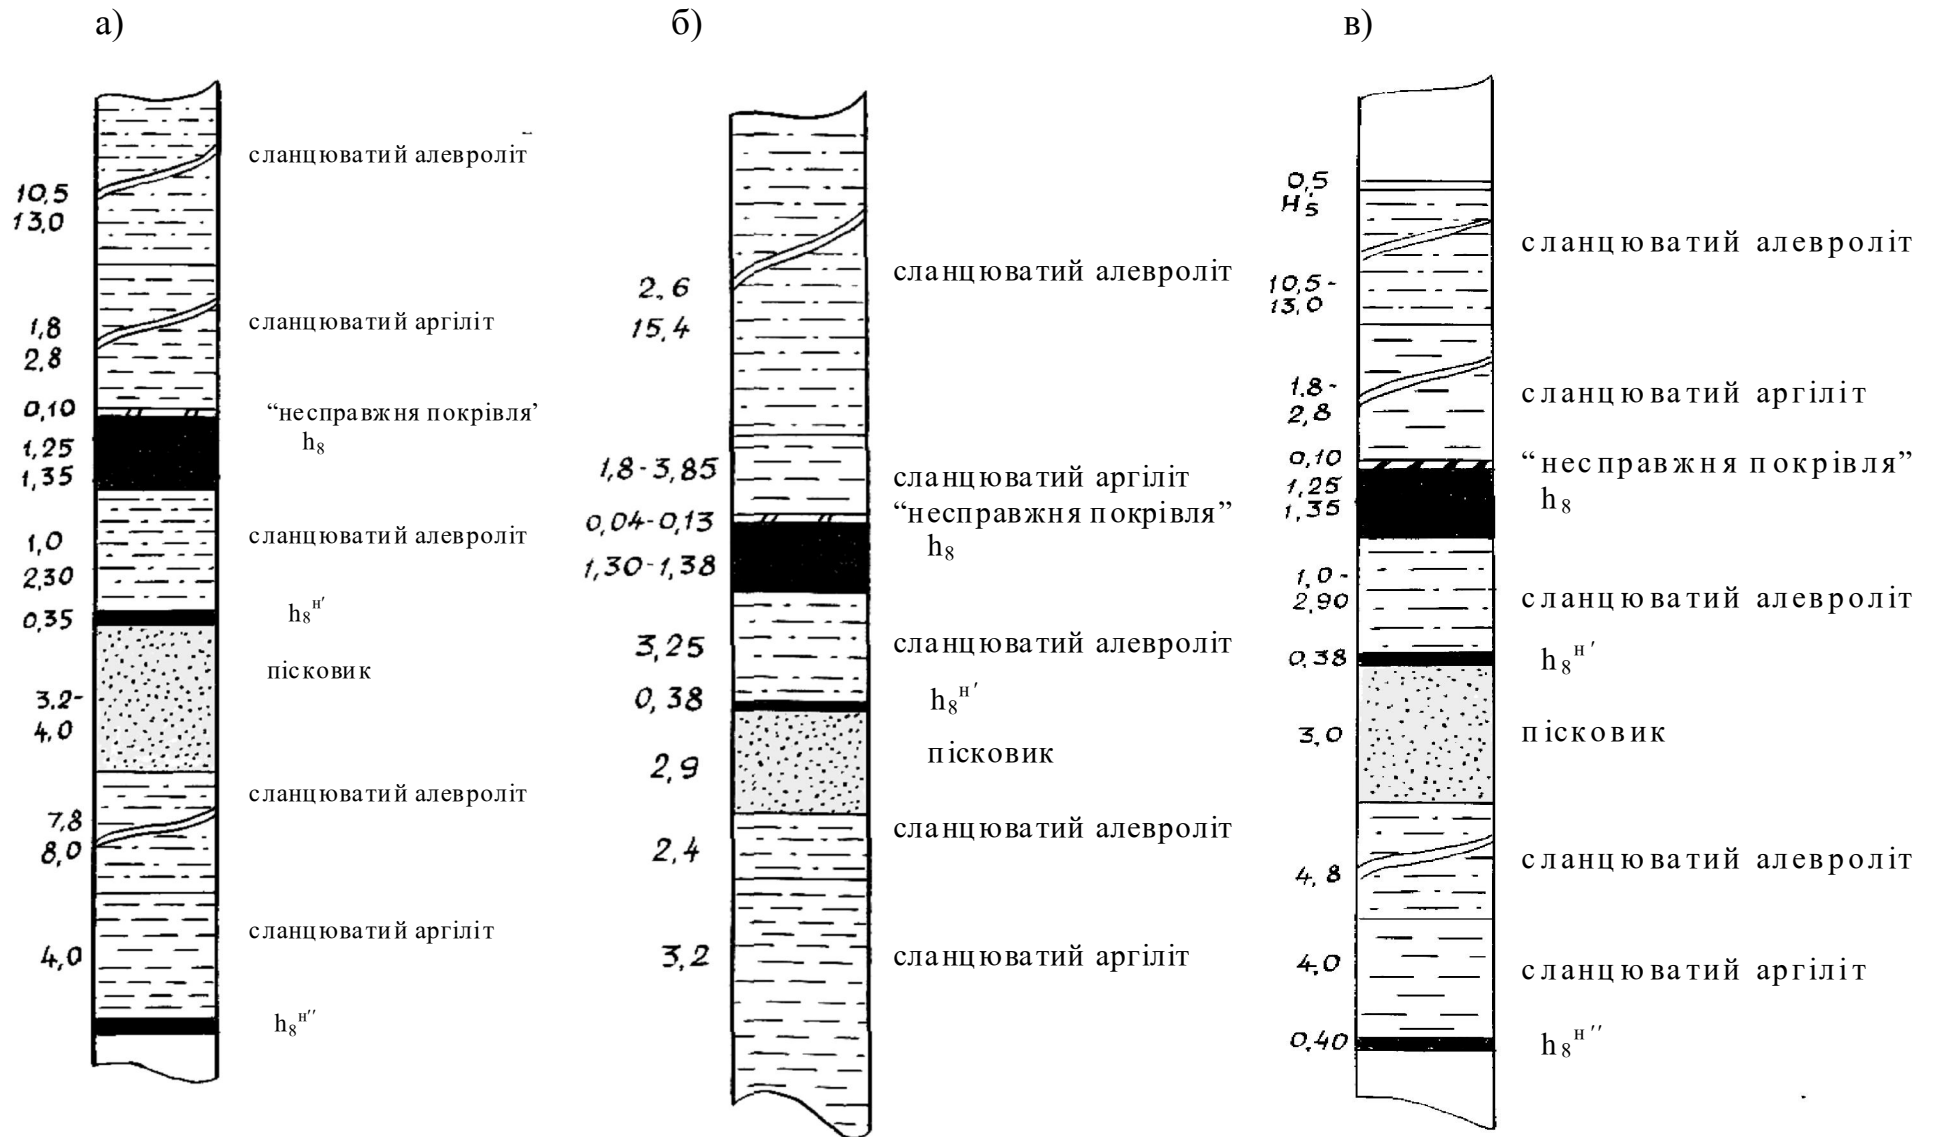 а)
10,5
13,0
сланцюватий алевроліт
1,8
2,8
сланцюватий аргіліт
0,10
“несправжня покрівля’
1,25
1,35
h8
1,0
2,30
сланцюватий алевроліт
0,35
h8н′
3,2-
4,0
пісковик
7,8
8,0
сланцюватий алевроліт
4,0
сланцюватий аргіліт
h8н′′
б)
2,6
15,4
сланцюватий алевроліт
1,8-3,85
сланцюватий аргіліт
0,04-0,13
“несправжня покрівля”
1,30-1,38
h8
3,25
сланцюватий алевроліт
0,38
h8н′
2,9
пісковик
2,4
сланцюватий алевроліт
3,2
сланцюватий аргіліт
в)
0,5
H5
10,5-
13,0
сланцюватий алевроліт
1,8-
2,8
сланцюватий аргіліт
0,10
“несправжня покрівля”
1,25
1,35
h8
1,0-
2,90
сланцюватий алевроліт
0,38
h8н′
3,0
пісковик
4,8
сланцюватий алевроліт
4,0
сланцюватий аргіліт
0,40
h8н′′